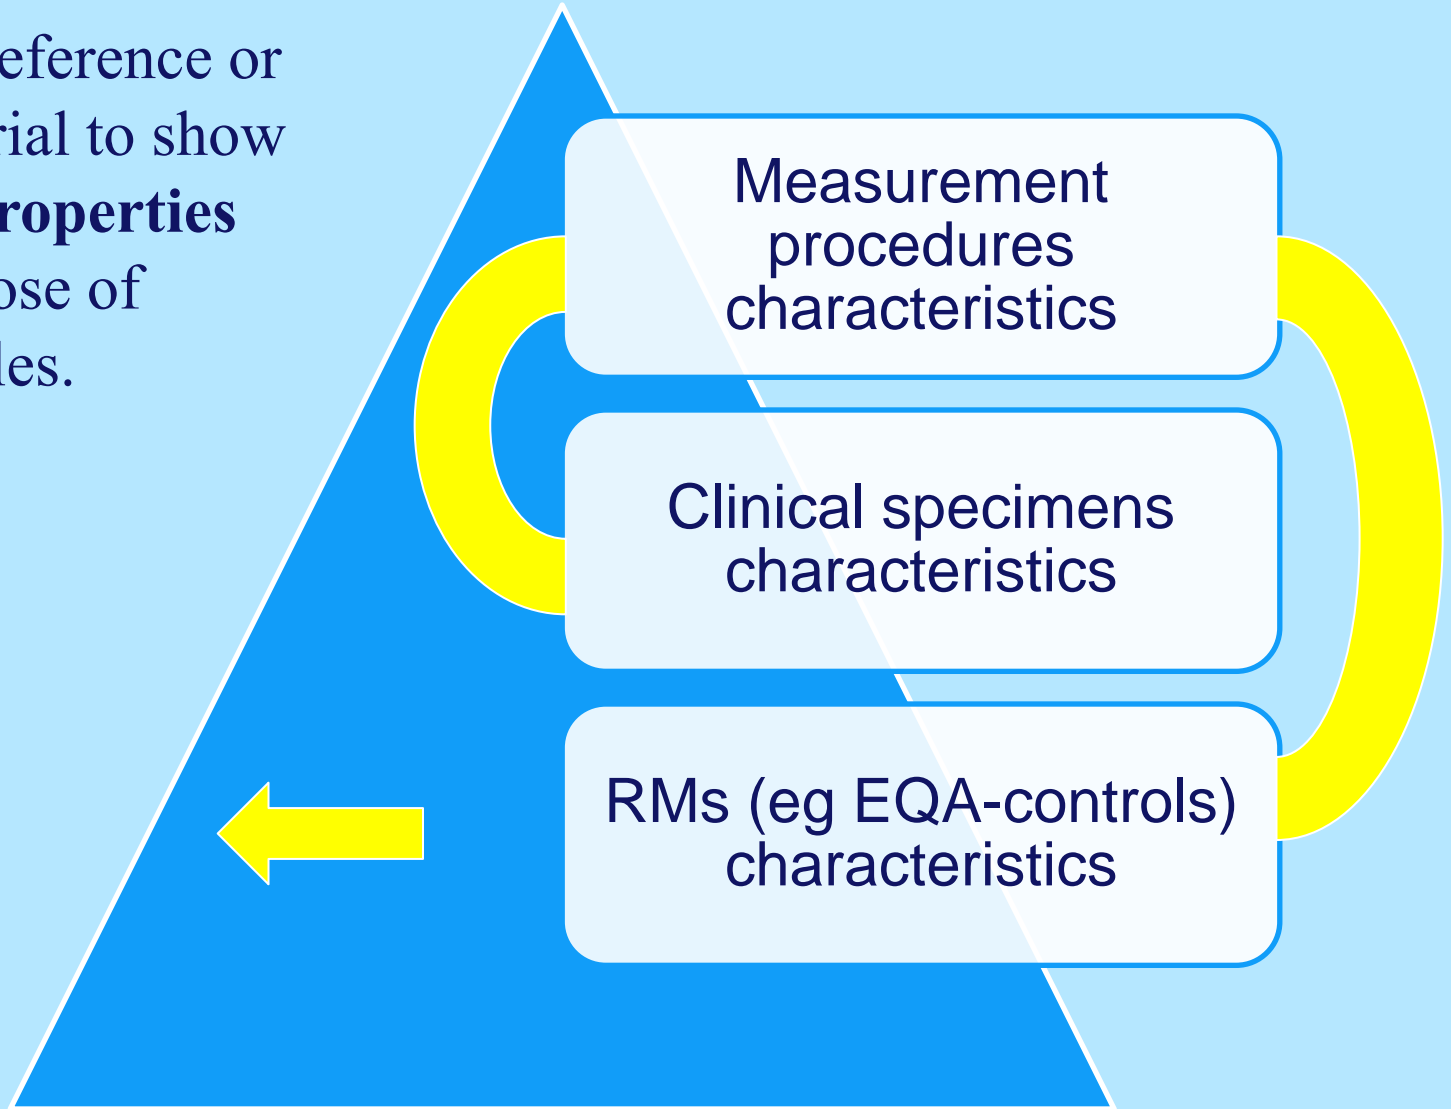 eference or
rial to show
roperties
ose of
les.
Measurement
procedures
characteristics
Clinical specimens
characteristics
RMs (eg EQA-controls)
characteristics